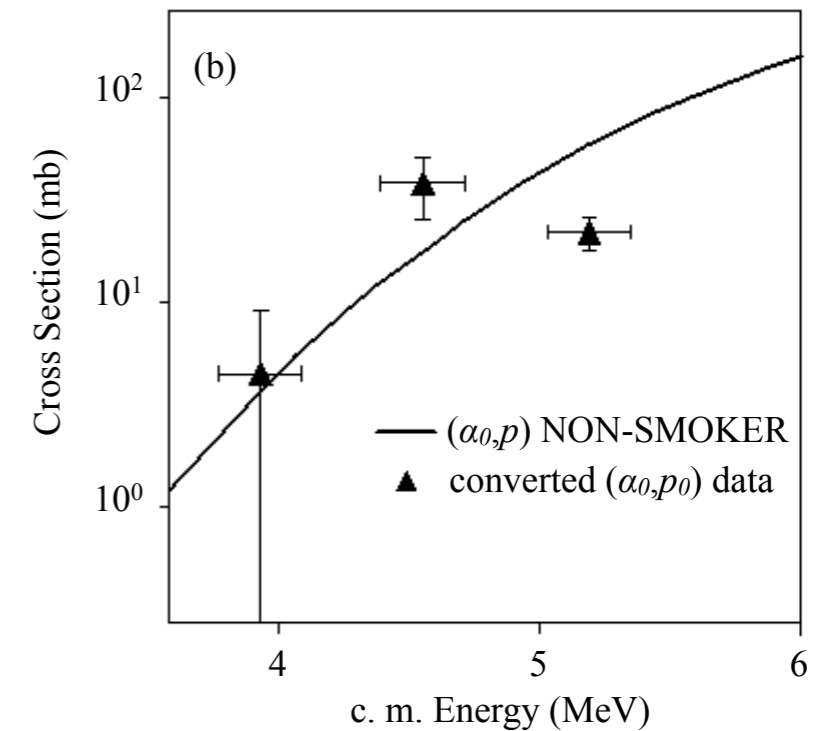 (b)
10²
10¹
10⁰
Cross Section (mb)
(α₀,p) NON-SMOKER
converted (α₀,p₀) data
4 5 6
c. m. Energy (MeV)